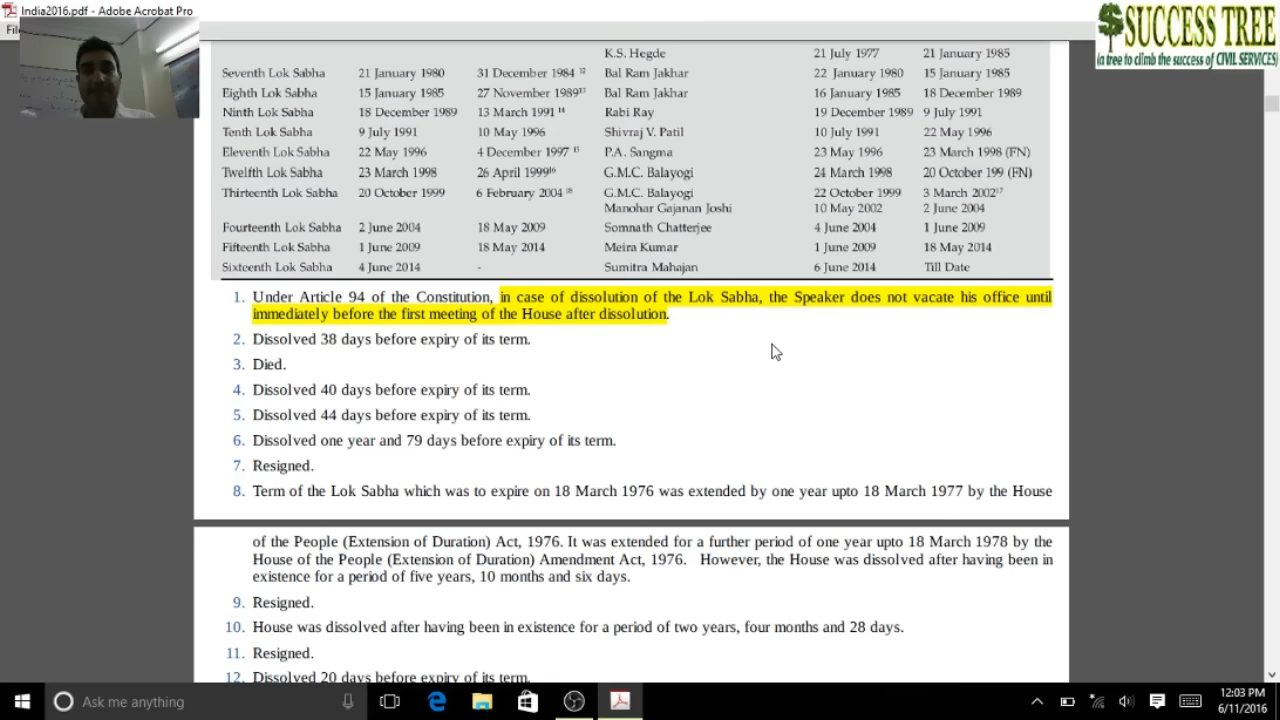 India2016.pdf - Adobe Acrobat Pro
SUCCESS TREE
(a tree to climb the success of CIVIL SERVICES)
K.S. Hegde 21 July 1977 21 January 1985
Seventh Lok Sabha 21 January 1980 31 December 1984 12 Bal Ram Jakhar 22 January 1980 15 January 1985
Eighth Lok Sabha 15 January 1985 27 November 1989 13 Bal Ram Jakhar 16 January 1985 18 December 1989
Ninth Lok Sabha 18 December 1989 13 March 1991 14 Rabi Ray 19 December 1989 9 July 1991
Tenth Lok Sabha 9 July 1991 10 May 1996 Shivraj V. Patil 10 July 1991 22 May 1996
Eleventh Lok Sabha 22 May 1996 4 December 1997 15 P.A. Sangma 23 May 1996 23 March 1998 (FN)
Twelfth Lok Sabha 23 March 1998 26 April 1999 16 G.M.C. Balayogi 24 March 1998 20 October 199 (FN)
Thirteenth Lok Sabha 20 October 1999 6 February 2004 18 G.M.C. Balayogi 22 October 1999 3 March 2002 17
Manohar Gajanan Joshi 10 May 2002 2 June 2004
Fourteenth Lok Sabha 2 June 2004 18 May 2009 Somnath Chatterjee 4 June 2004 1 June 2009
Fifteenth Lok Sabha 1 June 2009 18 May 2014 Meira Kumar 1 June 2009 18 May 2014
Sixteenth Lok Sabha 4 June 2014 - Sumitra Mahajan 6 June 2014 Till Date
1. Under Article 94 of the Constitution, in case of dissolution of the Lok Sabha, the Speaker does not vacate his office until
immediately before the first meeting of the House after dissolution.
2. Dissolved 38 days before expiry of its term.
3. Died.
4. Dissolved 40 days before expiry of its term.
5. Dissolved 44 days before expiry of its term.
6. Dissolved one year and 79 days before expiry of its term.
7. Resigned.
8. Term of the Lok Sabha which was to expire on 18 March 1976 was extended by one year upto 18 March 1977 by the House
of the People (Extension of Duration) Act, 1976. It was extended for a further period of one year upto 18 March 1978 by the
House of the People (Extension of Duration) Amendment Act, 1976. However, the House was dissolved after having been in
existence for a period of five years, 10 months and six days.
9. Resigned.
10. House was dissolved after having been in existence for a period of two years, four months and 28 days.
11. Resigned.
12. Dissolved 20 days before expiry of its term.
Ask me anything
12:03 PM
6/11/2016